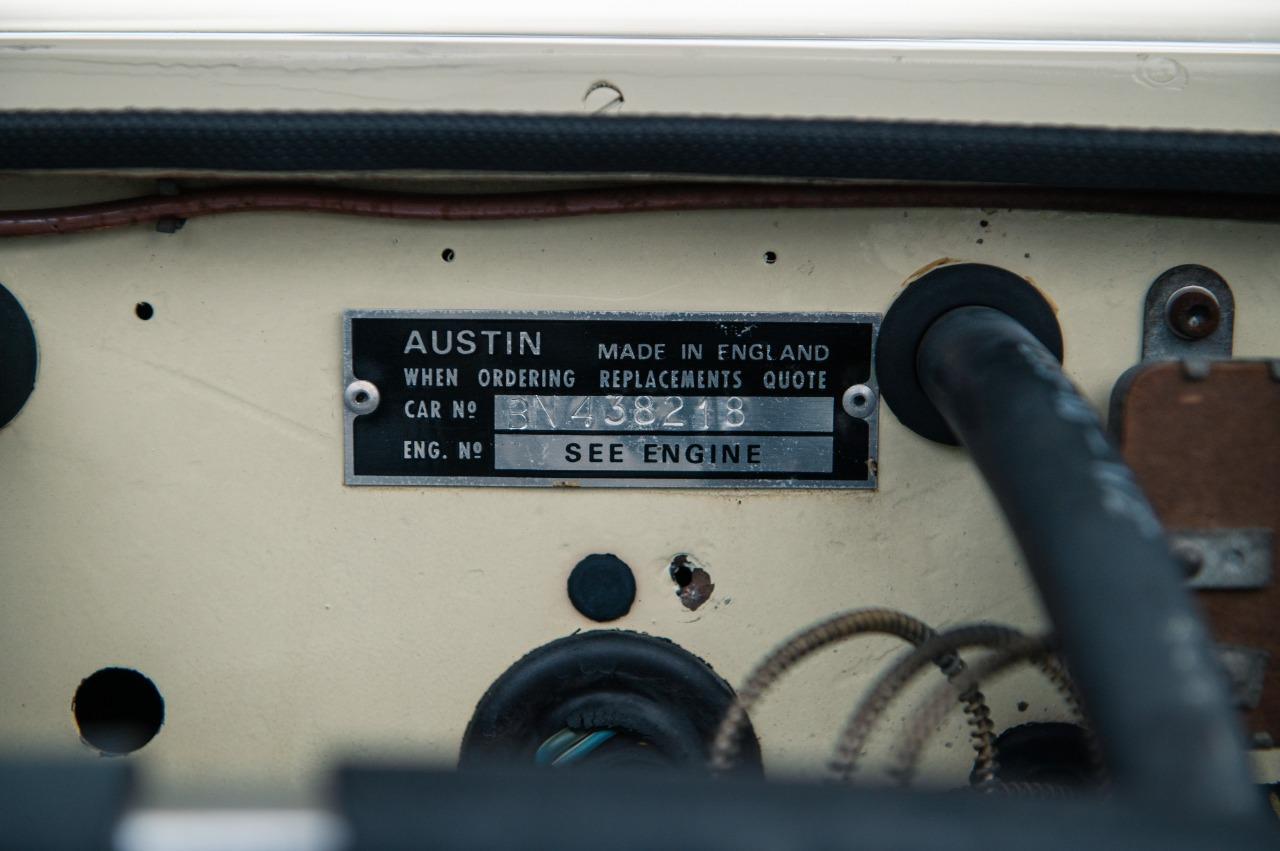 AUSTIN MADE IN ENGLAND
WHEN ORDERING REPLACEMENTS QUOTE
CAR Nº BN438218
ENG. Nº SEE ENGINE